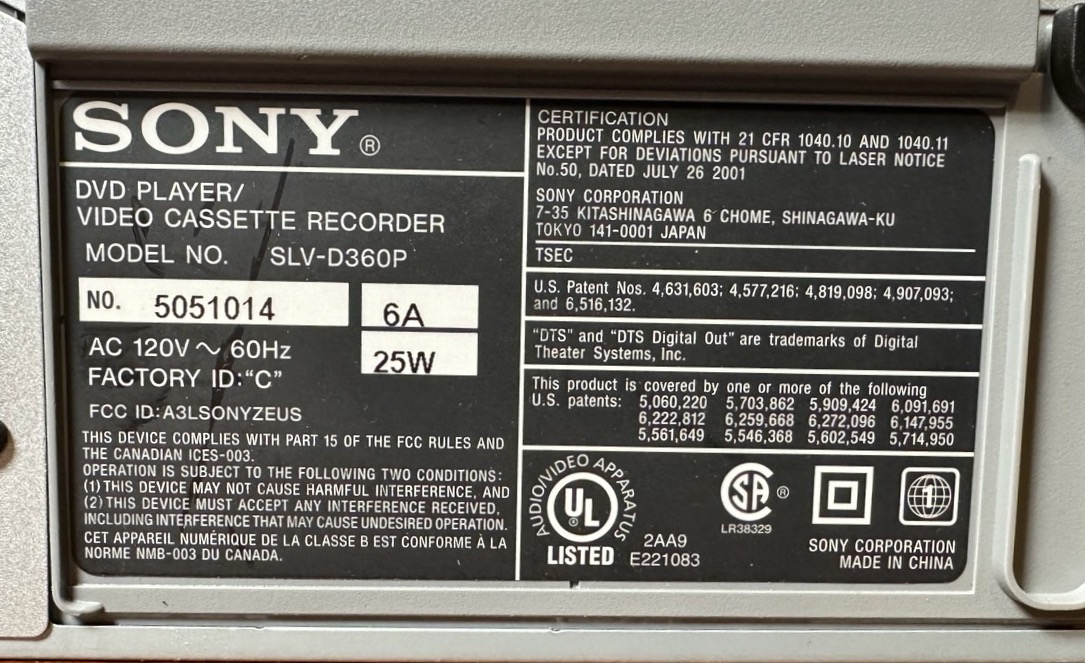 SONY®
DVD PLAYER/
VIDEO CASSETTE RECORDER
MODEL NO. SLV-D360P
NO. 5051014
6A
AC 120V ~ 60Hz
25W
FACTORY ID:“C”
FCC ID:A3LSONYZEUS
THIS DEVICE COMPLIES WITH PART 15 OF THE FCC RULES AND
THE CANADIAN ICES-003.
OPERATION IS SUBJECT TO THE FOLLOWING TWO CONDITIONS:
(1) THIS DEVICE MAY NOT CAUSE HARMFUL INTERFERENCE, AND
(2) THIS DEVICE MUST ACCEPT ANY INTERFERENCE RECEIVED,
INCLUDING INTERFERENCE THAT MAY CAUSE UNDESIRED OPERATION.
CET APPAREIL NUMÉRIQUE DE LA CLASSE B EST CONFORME À LA
NORME NMB-003 DU CANADA.
CERTIFICATION
PRODUCT COMPLIES WITH 21 CFR 1040.10 AND 1040.11
EXCEPT FOR DEVIATIONS PURSUANT TO LASER NOTICE
No.50, DATED JULY 26 2001
SONY CORPORATION
7-35 KITASHINAGAWA 6 CHOME, SHINAGAWA-KU
TOKYO 141-0001 JAPAN
TSEC
U.S. Patent Nos. 4,631,603; 4,577,216; 4,819,098; 4,907,093;
and 6,516,132.
“DTS” and “DTS Digital Out” are trademarks of Digital
Theater Systems, Inc.
This product is covered by one or more of the following
U.S. patents: 5,060,220 5,703,862 5,909,424 6,091,691
6,222,812 6,259,668 6,272,096 6,147,955
5,561,649 5,546,368 5,602,549 5,714,950
AUDIO/VIDEO APPARATUS
UL®
LISTED
2AA9
E221083
SA®
LR38329
1
SONY CORPORATION
MADE IN CHINA